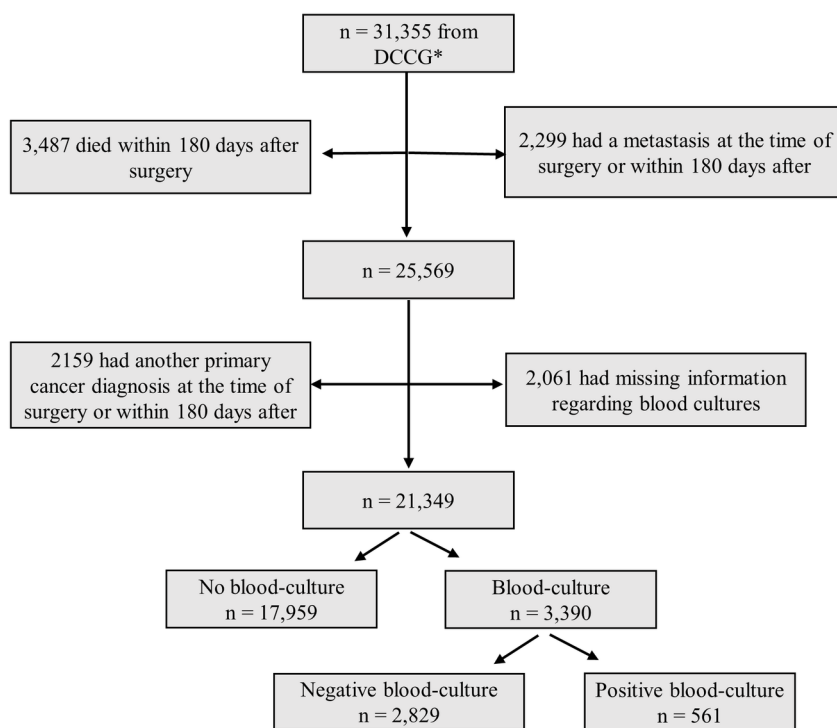 n = 31,355 from
DCCG*
3,487 died within 180 days after
surgery
2,299 had a metastasis at the time of
surgery or within 180 days after
n = 25,569
2159 had another primary
cancer diagnosis at the time of
surgery or within 180 days after
2,061 had missing information
regarding blood cultures
n = 21,349
No blood-culture
n = 17,959
Blood-culture
n = 3,390
Negative blood-culture
n = 2,829
Positive blood-culture
n = 561